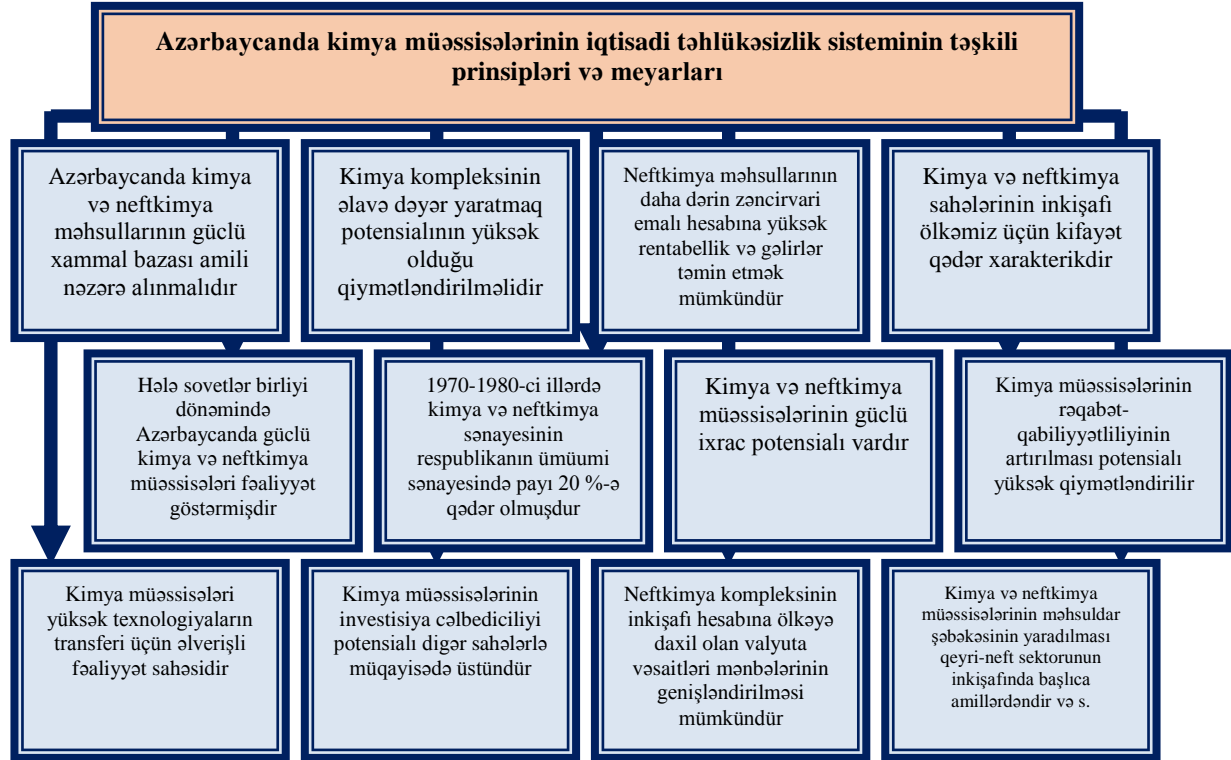 Azərbaycanda kimya müəssisələrinin iqtisadi təhlükəsizlik sisteminin təşkili
prinsipləri və meyarları
Azərbaycanda kimya
və neftkimya
məhsullarının güclü
xammal bazası amili
nəzərə alınmalıdır
Kimya kompleksinin
əlavə dəyər yaratmaq
potensialının yüksək
olduğu
qiymətləndirilməlidir
Neftkimya məhsullarının
daha dərin zəncirvari
emalı hesabına yüksək
rentabellik və gəlirlər
təmin etmək
mümkündür
Kimya və neftkimya
sahələrinin inkişafı
ölkəmiz üçün kifayət
qədər xarakterikdir
Hələ sovetlər birliyi
dönəmində
Azərbaycanda güclü
kimya və neftkimya
müəssisələri fəaliyyət
göstərmişdir
1970-1980-ci illərdə
kimya və neftkimya
sənayesinin
respublikanın ümüumi
sənayesində payı 20 %-ə
qədər olmuşdur
Kimya və neftkimya
müəssisələrinin güclü
ixrac potensialı vardır
Kimya müəssisələrinin
rəqabət-
qabiliyyətliliyinin
artırılması potensialı
yüksək qiymətləndirilir
Kimya müəssisələri
yüksək texnologiyaların
transferi üçün əlverişli
fəaliyyət sahəsidir
Kimya müəssisələrinin
investisiya cəlbediciliyi
potensialı digər sahələrlə
müqayisədə üstündür
Neftkimya kompleksinin
inkişafı hesabına ölkəyə
daxil olan valyuta
vəsaitləri mənbələrinin
genişləndirilməsi
mümkündür
Kimya və neftkimya
müəssisələrinin məhsuldar
şəbəkəsinin yaradılması
qeyri-neft sektorunun
inkişafında başlıca
amillərdəndir və s.